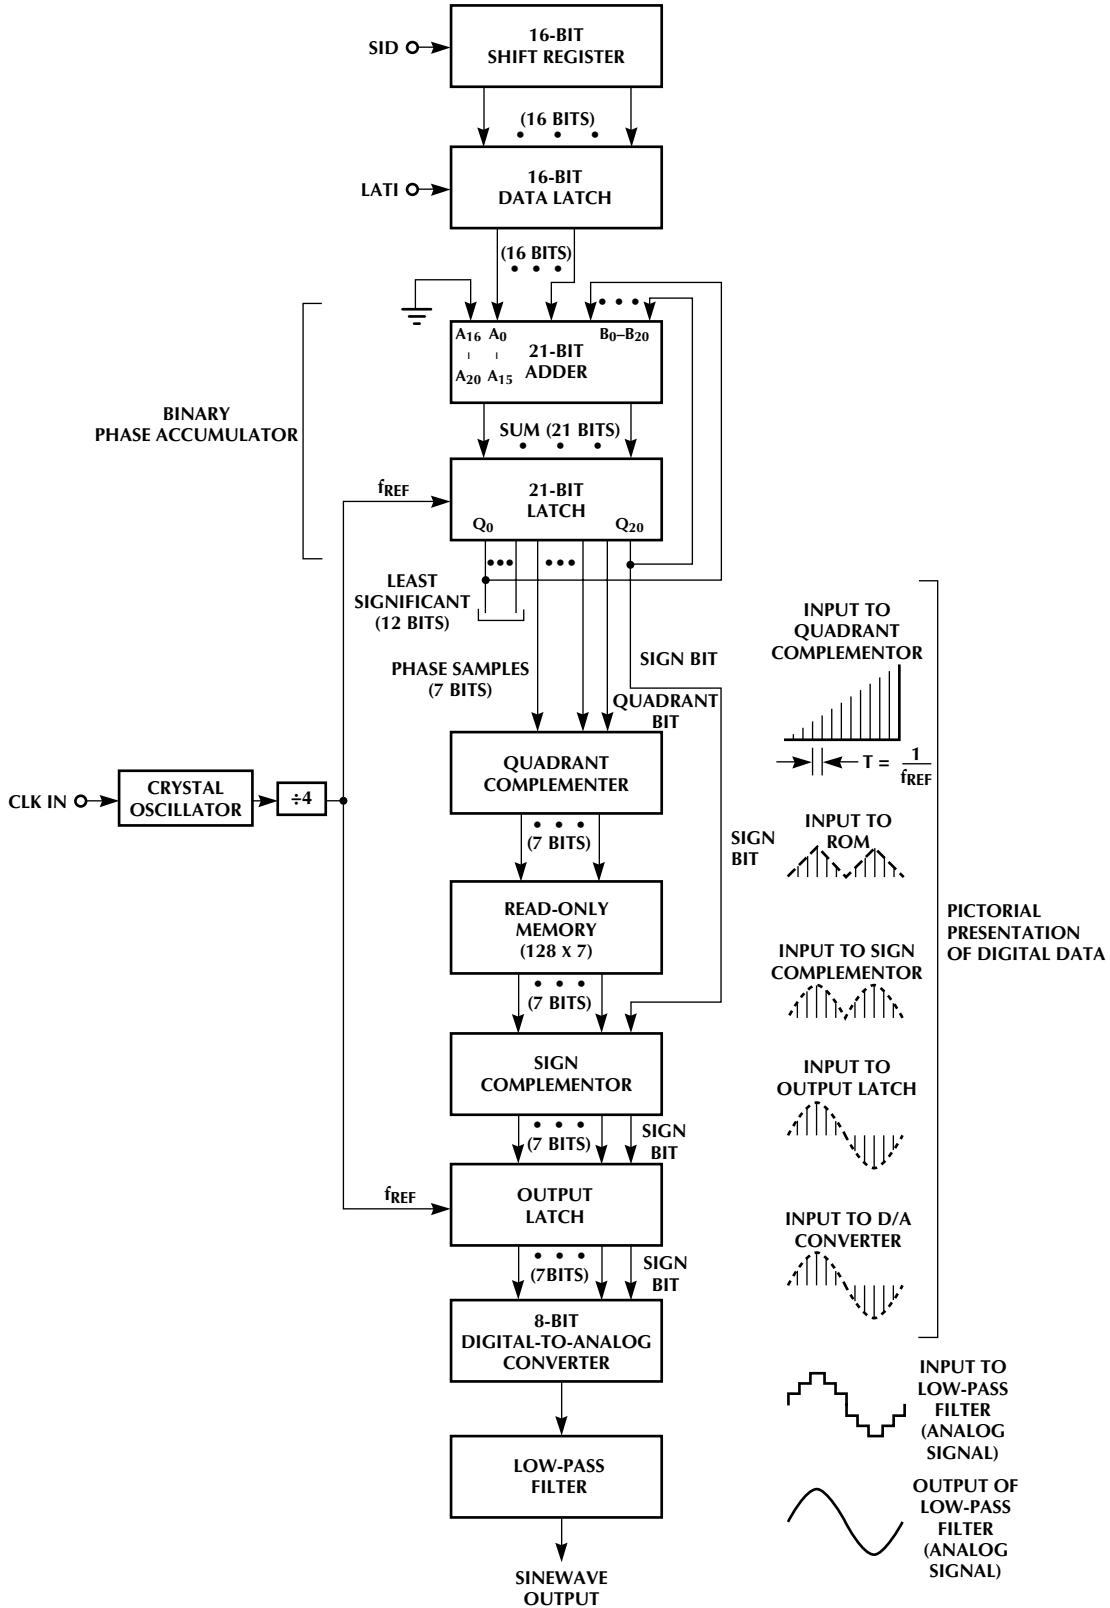 16-BIT
SHIFT REGISTER
SID
(16 BITS)
16-BIT
DATA LATCH
LATI
(16 BITS)
A16 A0
B0–B20
A20 A15
21-BIT
ADDER
BINARY
PHASE ACCUMULATOR
SUM (21 BITS)
fREF
21-BIT
LATCH
Q0
Q20
LEAST
SIGNIFICANT
(12 BITS)
PHASE SAMPLES
(7 BITS)
SIGN BIT
QUADRANT
BIT
QUADRANT
COMPLEMENTER
CLK IN
CRYSTAL
OSCILLATOR
÷4
(7 BITS)
SIGN
BIT
READ-ONLY
MEMORY
(128 X 7)
(7 BITS)
SIGN
COMPLEMENTOR
(7 BITS)
SIGN
BIT
fREF
OUTPUT
LATCH
(7BITS)
SIGN
BIT
8-BIT
DIGITAL-TO-ANALOG
CONVERTER
LOW-PASS
FILTER
SINEWAVE
OUTPUT
INPUT TO
QUADRANT
COMPLEMENTOR
T = 1
fREF
INPUT TO
ROM
INPUT TO SIGN
COMPLEMENTOR
INPUT TO
OUTPUT LATCH
INPUT TO D/A
CONVERTER
PICTORIAL
PRESENTATION
OF DIGITAL DATA
INPUT TO
LOW-PASS
FILTER
(ANALOG
SIGNAL)
OUTPUT OF
LOW-PASS
FILTER
(ANALOG
SIGNAL)